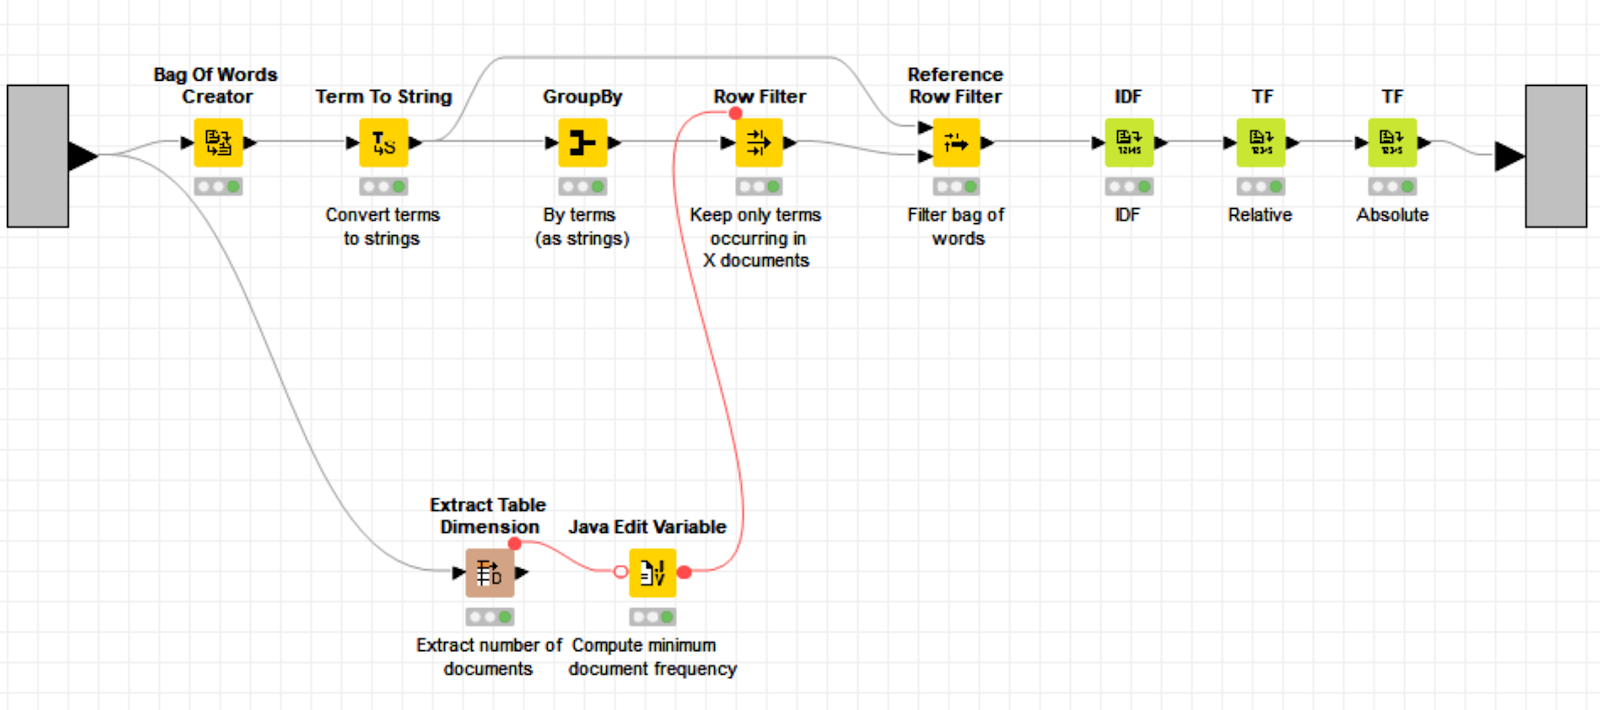 Bag Of Words
Creator
Term To String
GroupBy
Row Filter
Reference
Row Filter
IDF
TF
TF
Convert terms
to strings
By terms
(as strings)
Keep only terms
occurring in
X documents
Filter bag of
words
IDF
Relative
Absolute
Extract Table
Dimension
Java Edit Variable
Extract number of
documents
Compute minimum
document frequency